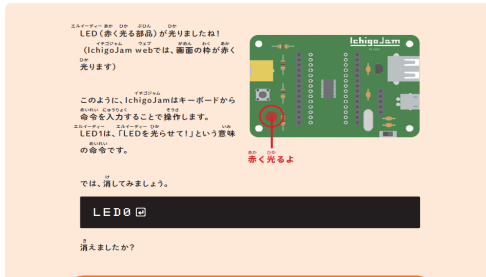 LED(赤く光る部品)が光りましたね!
(IchigoJam webでは、画面の枠が赤く
光ります)
このように、IchigoJamはキーボードから
命令を入力することで操作します。
LED1は、「LEDを光らせて!」という意味
の命令です。
赤く光るよ
では、消してみましょう。
LED0
消えましたか?